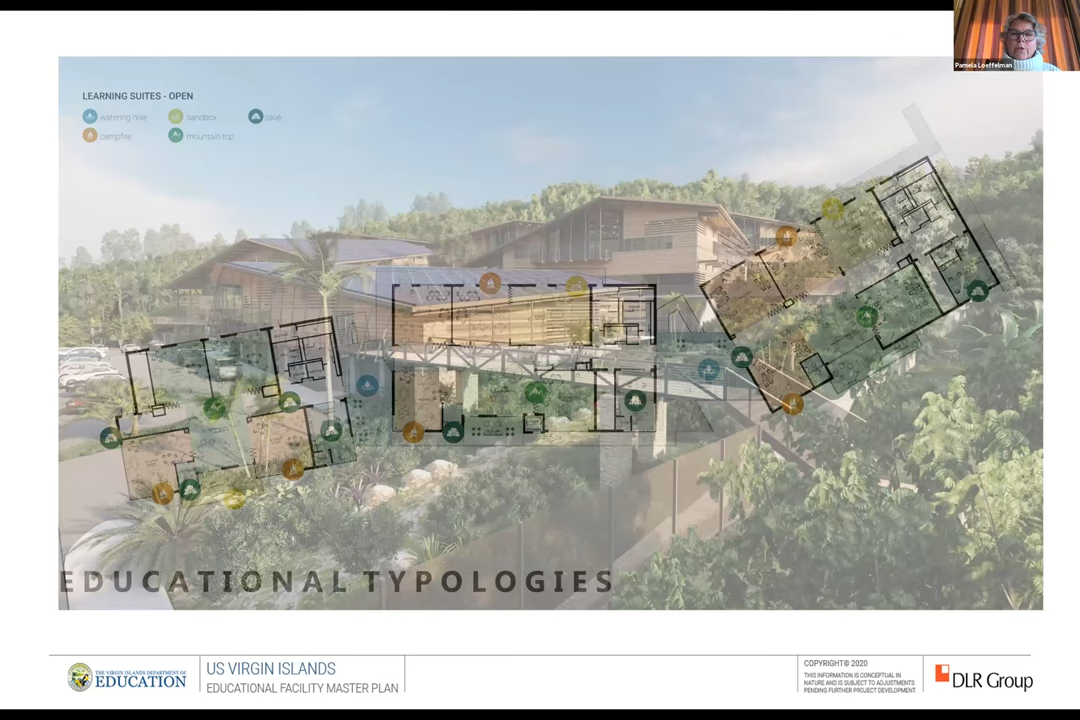 Pamela Loeffelman
LEARNING SUITES - OPEN
watering hole
sandbox
cave
campfire
mountain top
EDUCATIONAL TYPOLOGIES
THE VIRGIN ISLANDS DEPARTMENT OF
EDUCATION
US VIRGIN ISLANDS
EDUCATIONAL FACILITY MASTER PLAN
COPYRIGHT© 2020
THIS INFORMATION IS CONCEPTUAL IN
NATURE AND IS SUBJECT TO ADJUSTMENTS
PENDING FURTHER PROJECT DEVELOPMENT.
DLR Group